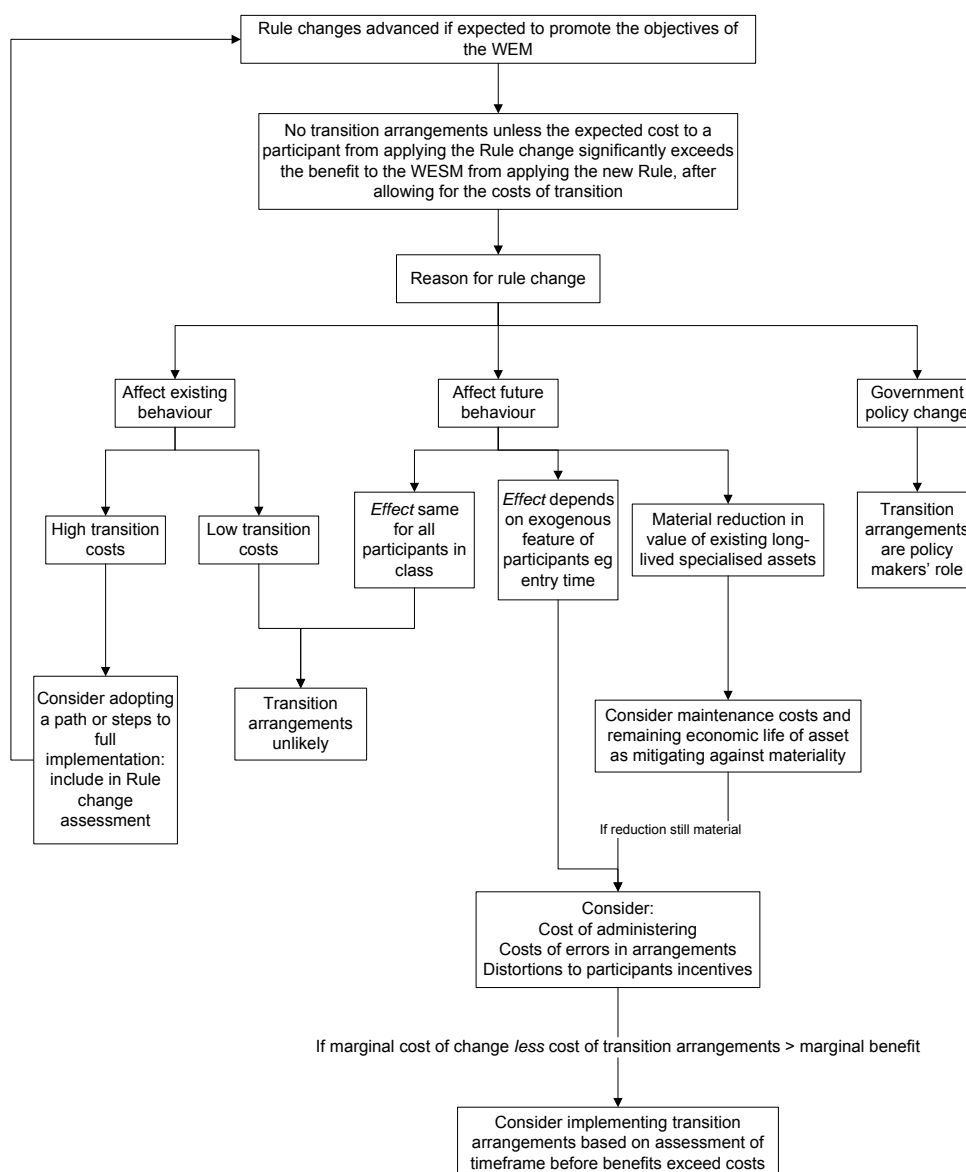 Rule changes advanced if expected to promote the objectives of
the WEM
No transition arrangements unless the expected cost to a
participant from applying the Rule change significantly exceeds
the benefit to the WESM from applying the new Rule, after
allowing for the costs of transition
Reason for rule change
Affect existing
behaviour
Affect future
behaviour
Government
policy change
High transition
costs
Low transition
costs
Effect same
for all
participants in
class
Effect depends
on exogenous
feature of
participants eg
entry time
Material reduction in
value of existing long-
lived specialised assets
Transition
arrangements
are policy
makers' role
Consider adopting
a path or steps to
full
implementation:
include in Rule
change
assessment
Transition
arrangements
unlikely
Consider maintenance costs and
remaining economic life of asset
as mitigating against materiality
If reduction still material
Consider:
Cost of administering
Costs of errors in arrangements
Distortions to participants incentives
If marginal cost of change less cost of transition arrangements > marginal benefit
Consider implementing transition
arrangements based on assessment of
timeframe before benefits exceed costs